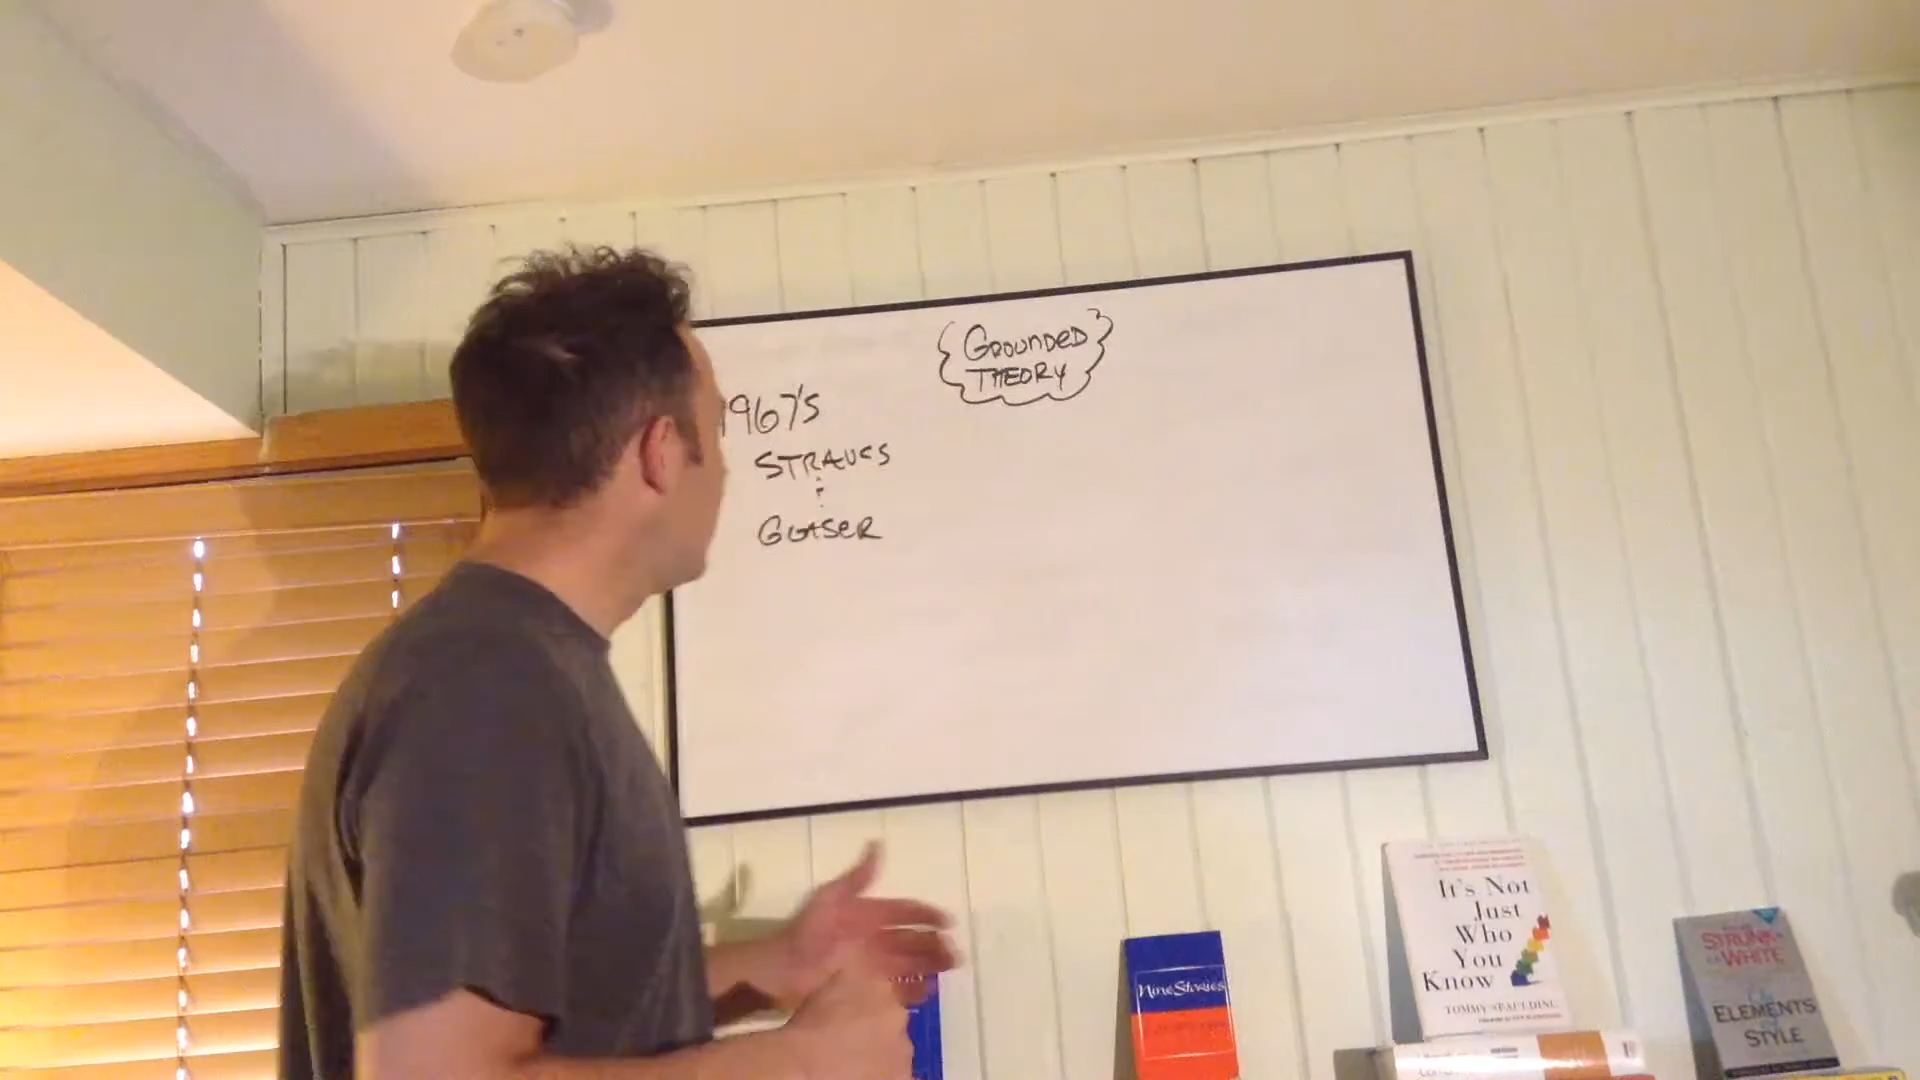 GROUNDED
THEORY
1967's
STRAUSS
GLASER
Nine Stories
It's Not
Just
Who
You
Know
TOMMY SPAULDING
STRUNK
WHITE
ELEMENTS
STYLE